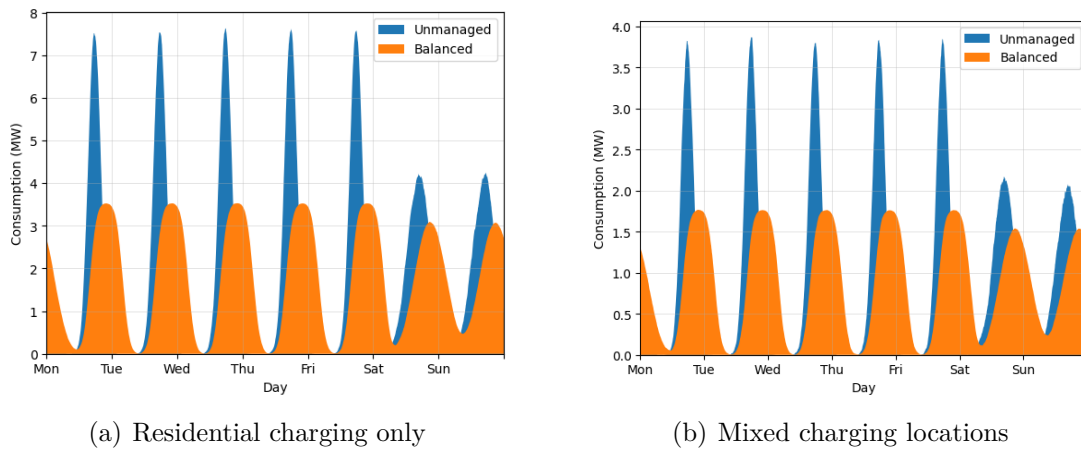 8
7
6
5
4
3
2
1
0
Consumption (MW)
Unmanaged
Balanced
Mon Tue Wed Thu Fri Sat Sun
Day
(a) Residential charging only
4.0
3.5
3.0
2.5
2.0
1.5
1.0
0.5
0.0
Consumption (MW)
Unmanaged
Balanced
Mon Tue Wed Thu Fri Sat Sun
Day
(b) Mixed charging locations